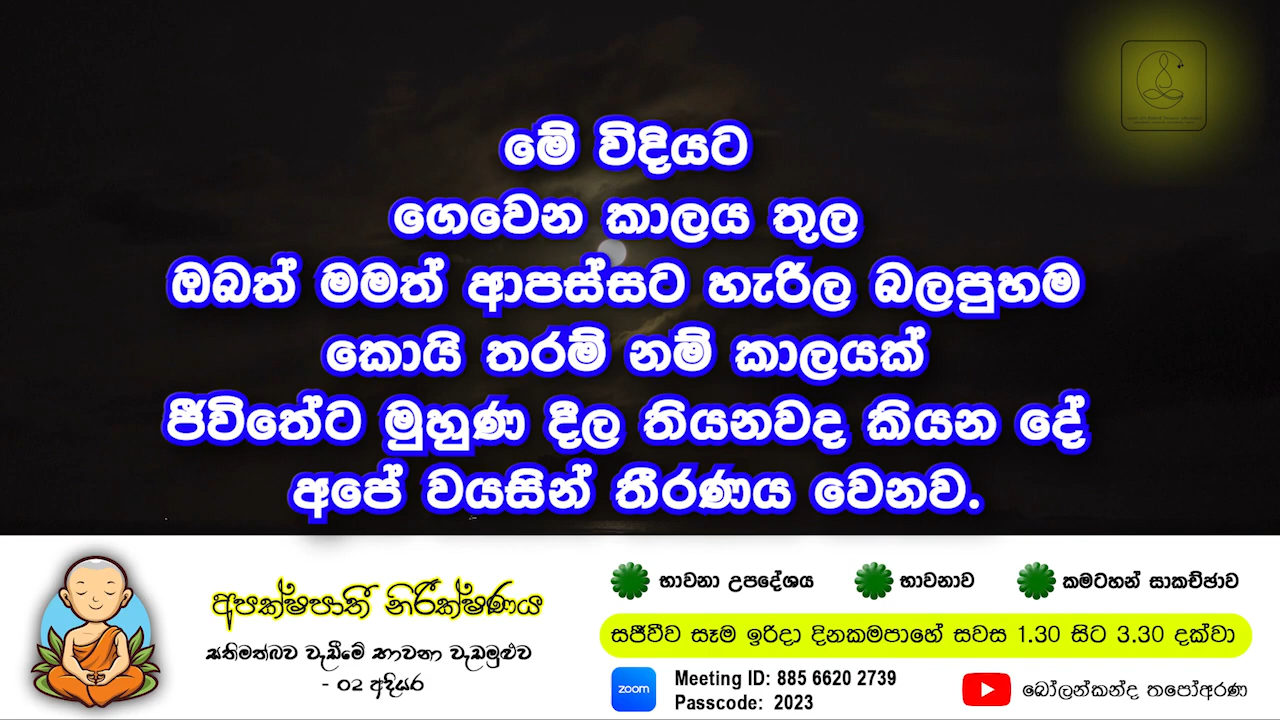 මේ විදියට
ගෙවෙන කාලය තුල
ඔබත් මමත් ආපස්සට හැරිල බලපුහම
කොයි තරම් නම් කාලයක්
ජීවිතේට මුහුණ දීල තියනවද කියන දේ
අපේ වයසින් තීරණය වෙනව.
අපක්ෂපාතී නිරීක්ෂණය
සතිමත්බව වැඩීමේ භාවනා වැඩමුළුව
- 02 අදියර
භාවනා උපදේශය
භාවනාව
කමටහන් සාකච්ඡාව
සජීවීව සෑම ඉරිදා දිනකමපාහේ සවස 1.30 සිට 3.30 දක්වා
zoom
Meeting ID: 885 6620 2739
Passcode: 2023
බෝලන්කන්ද තපෝඅරණ